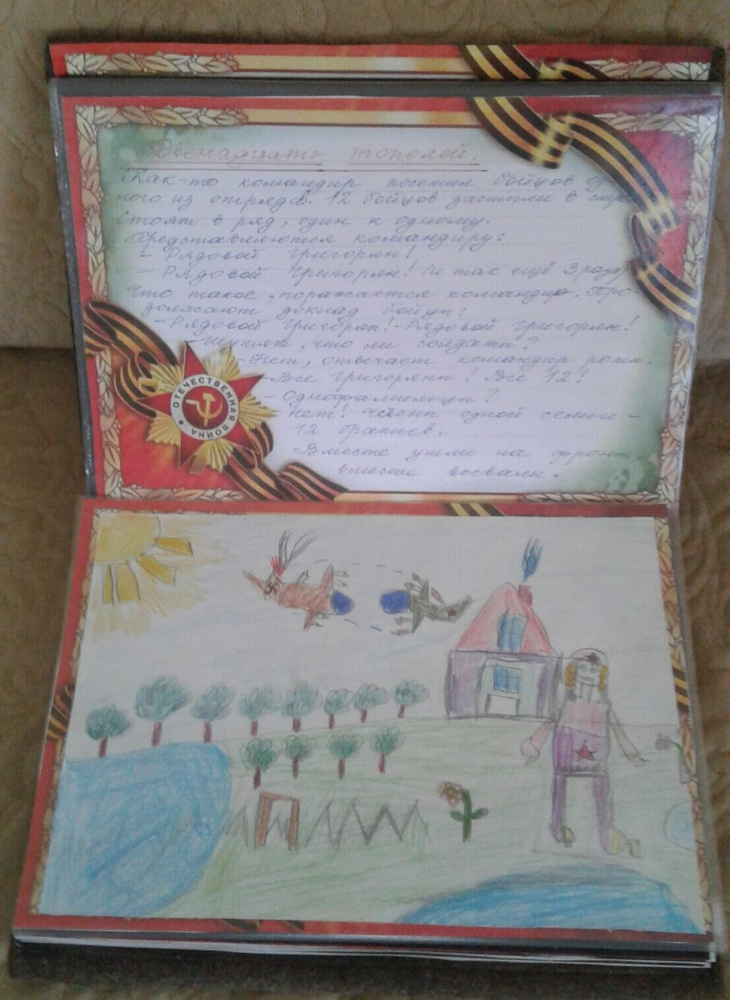 Двенадцать тополей.
Как-то командир посетил бойцов од-
ного из отрядов. 12 бойцов застыли в
Стоят в ряд, один к одному.
Представляются командиру:
- Рядовой Григорян!
- Рядовой Григорян! (и так ещё 3 раза)
Что такое, поражается командир. Про-
должают доклад бойцы:
- Рядовой Григорян! - Рядовой Григорян!
- Шутят, что ли солдаты?
- Нет, отвечает командир роты.
- Все Григоряны! Все 12!
- Однофамильцы?
- Нет! Члены одной семьи -
12 братьев.
Вместе ушли на фронт,
вместе воевали.
ОТЕЧЕСТВЕННАЯ ВОЙНА